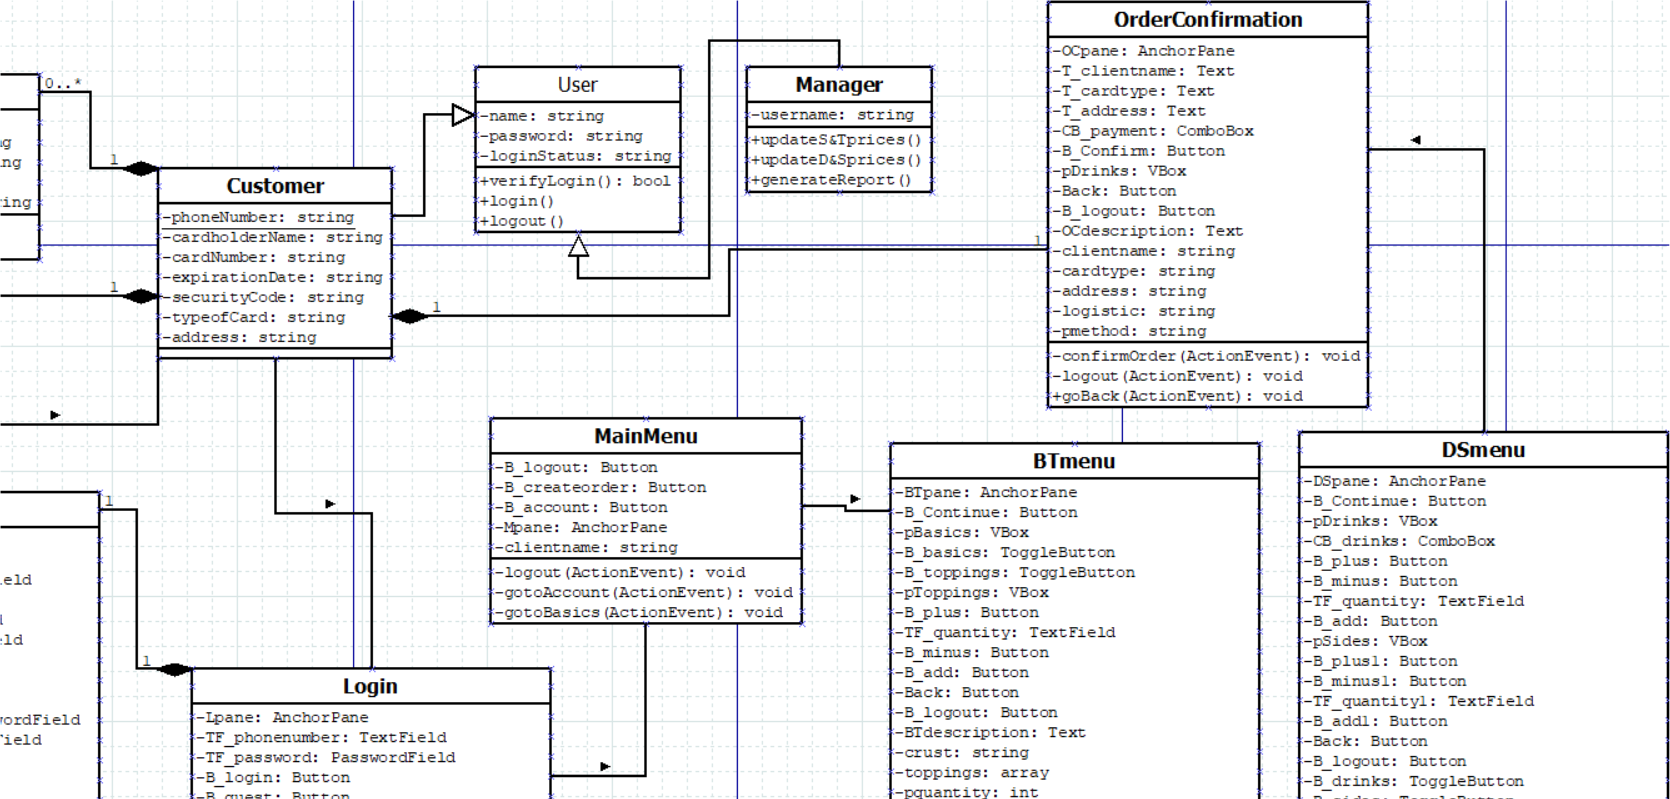 0..*
1
Customer
-phoneNumber: string
-cardholderName: string
-cardNumber: string
-expirationDate: string
-securityCode: string
-typeofCard: string
-address: string
1
1
User
-name: string
-password: string
-loginStatus: string
+verifyLogin(): bool
+login()
+logout()
Manager
-username: string
+updateS&Tprices()
+updateD&Sprices()
+generateReport()
1
OrderConfirmation
-OCpane: AnchorPane
-T_clientname: Text
-T_cardtype: Text
-T_address: Text
-CB_payment: ComboBox
-B_Confirm: Button
-pDrinks: VBox
-Back: Button
-B_logout: Button
-OCdescription: Text
-clientname: string
-cardtype: string
-address: string
-logistic: string
-pmethod: string
-confirmOrder(ActionEvent): void
-logout(ActionEvent): void
+goBack(ActionEvent): void
MainMenu
-B_logout: Button
-B_createorder: Button
-B_account: Button
-Mpane: AnchorPane
-clientname: string
-logout(ActionEvent): void
-gotoAccount(ActionEvent): void
-gotoBasics(ActionEvent): void
BTmenu
-BTpane: AnchorPane
-B_Continue: Button
-pBasics: VBox
-B_basics: ToggleButton
-B_toppings: ToggleButton
-pToppings: VBox
-B_plus: Button
-TF_quantity: TextField
-B_minus: Button
-B_add: Button
-Back: Button
-B_logout: Button
-BTdescription: Text
-crust: string
-toppings: array
-pquantity: int
DSmenu
-DSpane: AnchorPane
-B_Continue: Button
-pDrinks: VBox
-CB_drinks: ComboBox
-B_plus: Button
-B_minus: Button
-TF_quantity: TextField
-B_add: Button
-pSides: VBox
-B_plus1: Button
-B_minus1: Button
-TF_quantity1: TextField
-B_add1: Button
-Back: Button
-B_logout: Button
-B_drinks: ToggleButton
1
1
Login
-Lpane: AnchorPane
-TF_phonenumber: TextField
-TF_password: PasswordField
-B_login: Button
-B_guest: Button